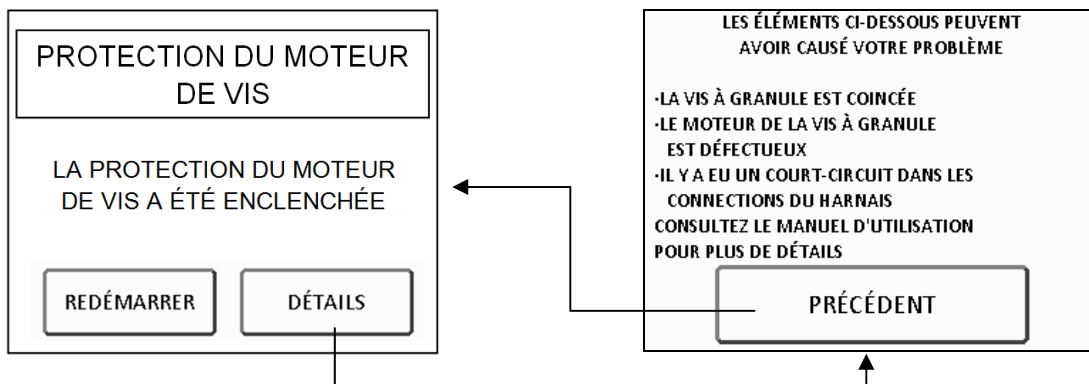 PROTECTION DU MOTEUR
DE VIS
LA PROTECTION DU MOTEUR
DE VIS A ÉTÉ ENCLENCHÉE
REDÉMARRER
DÉTAILS
LES ÉLÉMENTS CI-DESSOUS PEUVENT
AVOIR CAUSÉ VOTRE PROBLÈME
·LA VIS À GRANULE EST COINCÉE
·LE MOTEUR DE LA VIS À GRANULE
EST DÉFECTUEUX
·IL Y A EU UN COURT-CIRCUIT DANS LES
CONNECTIONS DU HARNAIS
CONSULTEZ LE MANUEL D'UTILISATION
POUR PLUS DE DÉTAILS
PRÉCÉDENT